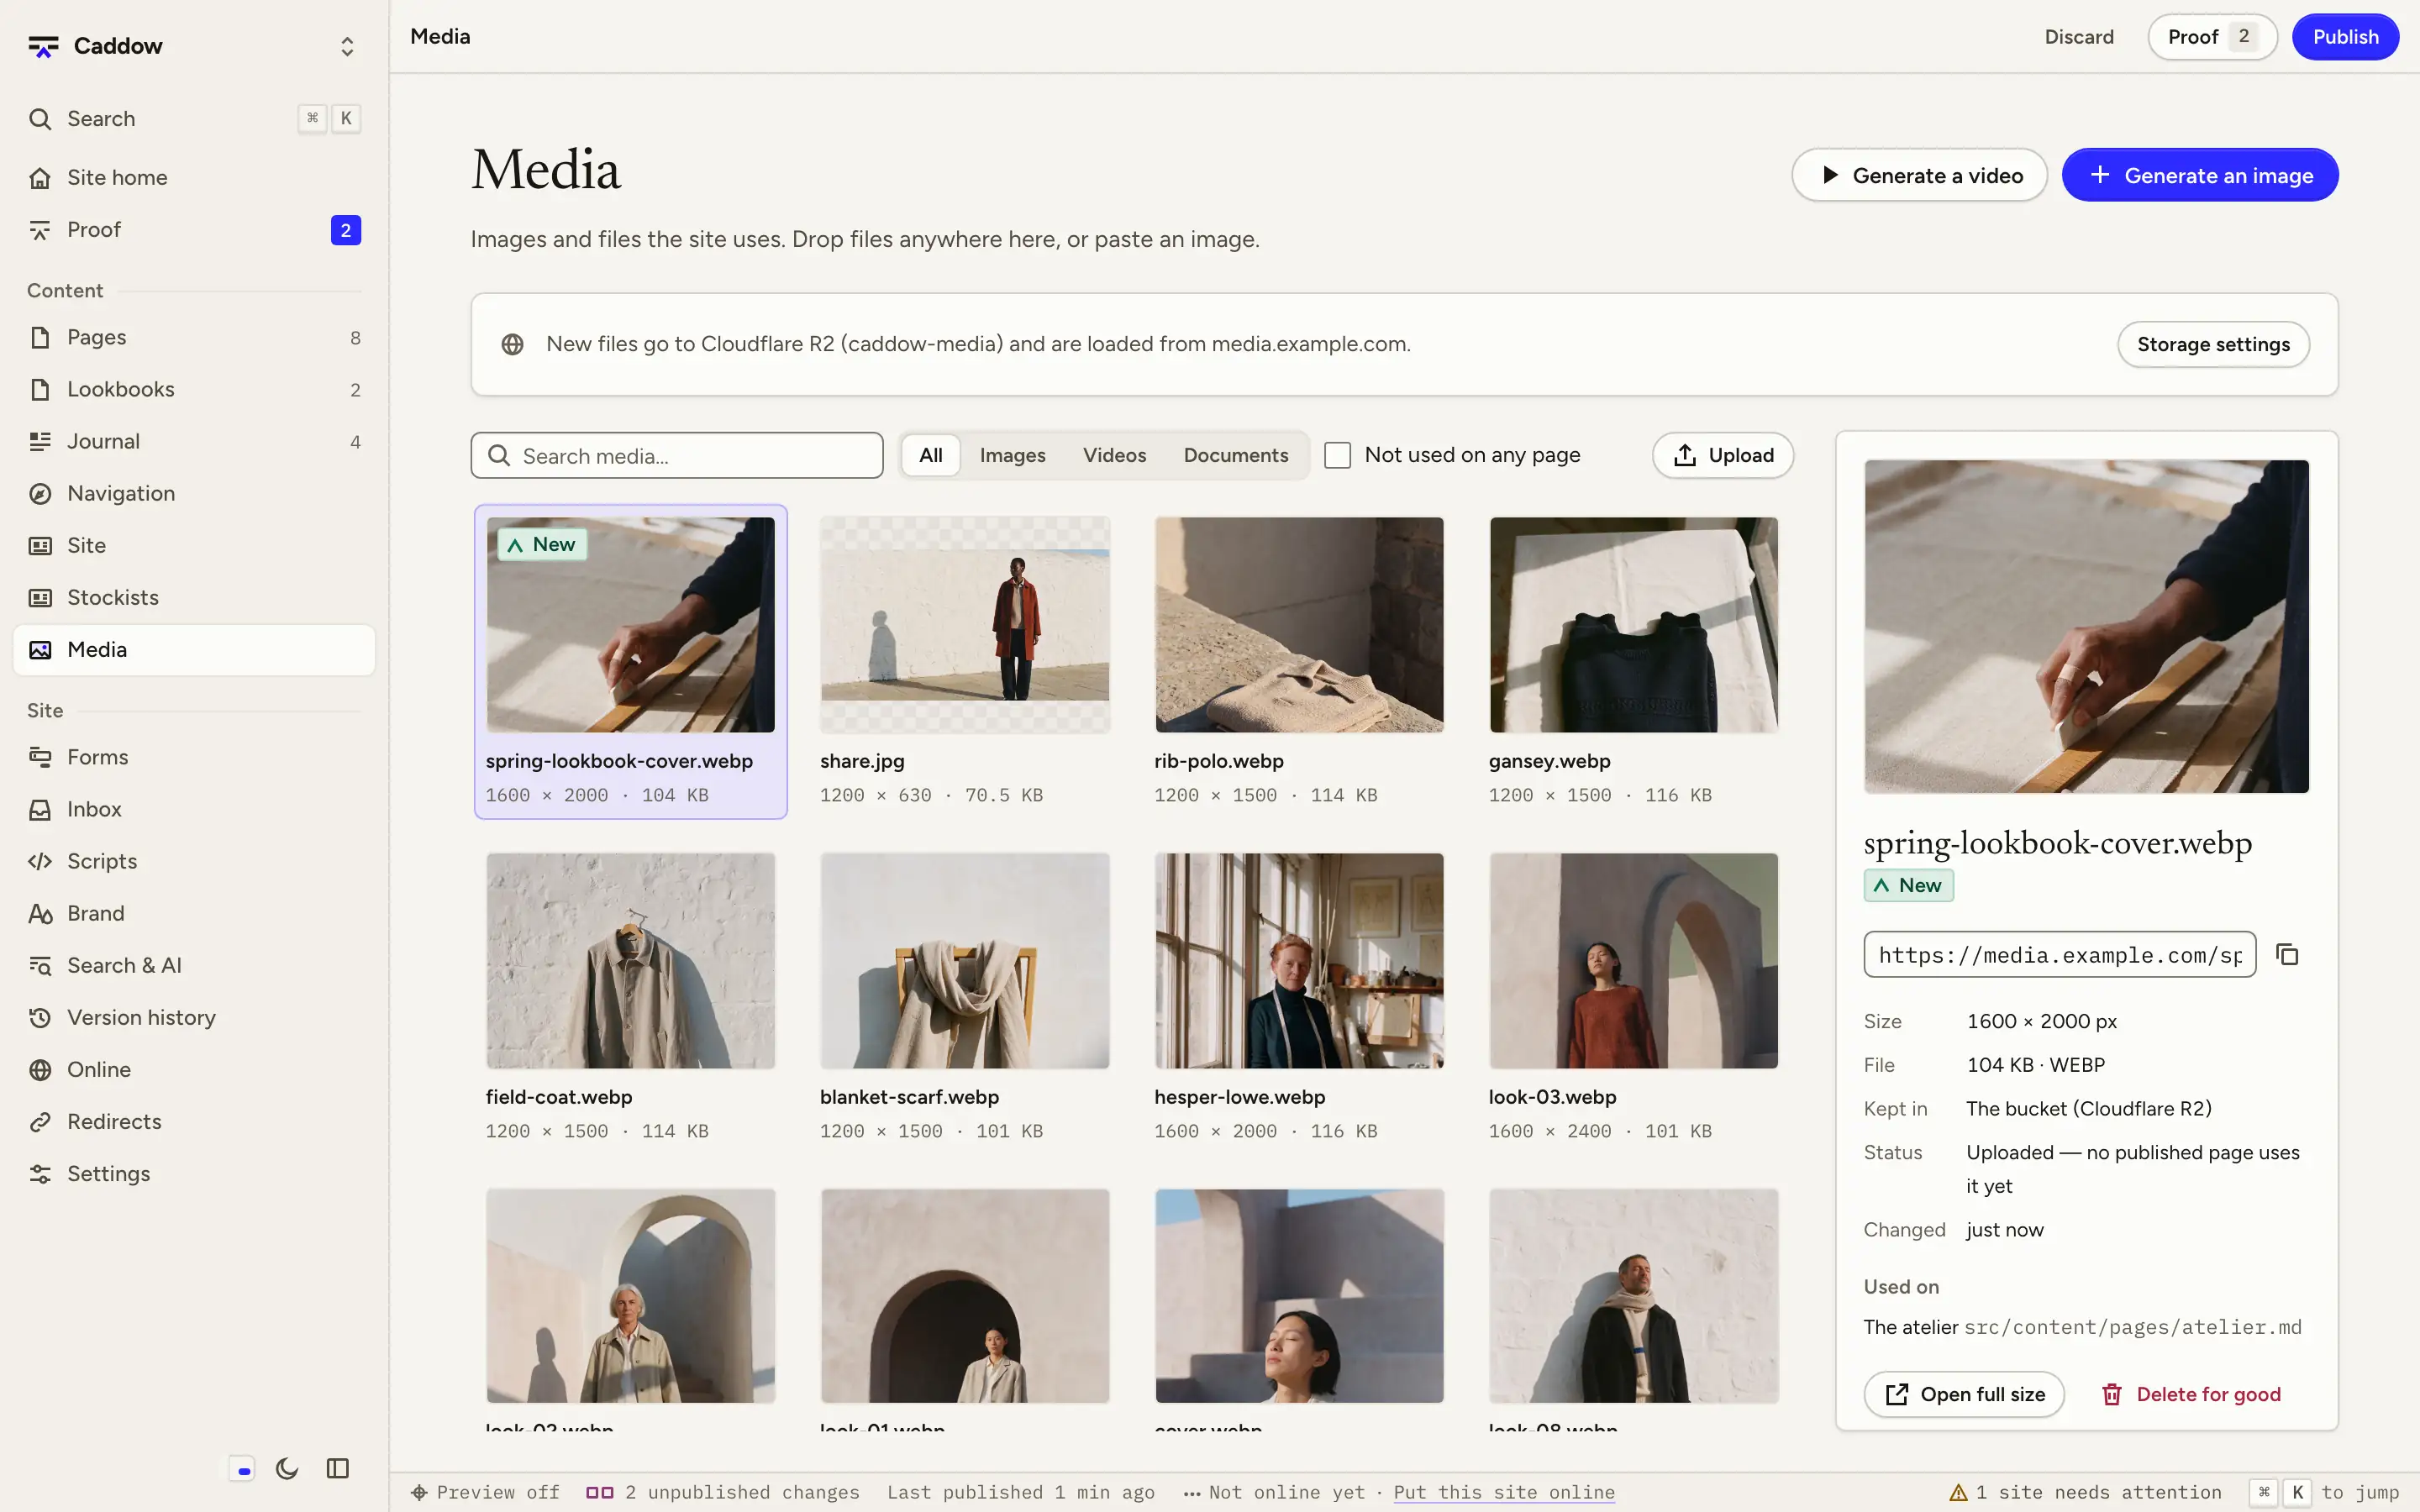 Caddow
Search ⌘ K
Site home
Proof 2
Content
Pages 8
Lookbooks 2
Journal 4
Navigation
Site
Stockists
Media
Site
Forms
Inbox
Scripts
Brand
Search & AI
Version history
Online
Redirects
Settings
Media
Discard
Proof 2
Publish
Media
Generate a video
Generate an image
Images and files the site uses. Drop files anywhere here, or paste an image.
New files go to Cloudflare R2 (caddow-media) and are loaded from media.example.com.
Storage settings
Search media...
All Images Videos Documents
Not used on any page
Upload
New
spring-lookbook-cover.webp
1600 × 2000 · 104 KB
share.jpg
1200 × 630 · 70.5 KB
rib-polo.webp
1200 × 1500 · 114 KB
gansey.webp
1200 × 1500 · 116 KB
field-coat.webp
1200 × 1500 · 114 KB
blanket-scarf.webp
1200 × 1500 · 101 KB
hesper-lowe.webp
1600 × 2000 · 116 KB
look-03.webp
1600 × 2400 · 101 KB
look-02.webp
look-01.webp
cover.webp
look-08.webp
spring-lookbook-cover.webp
New
https://media.example.com/sp
Size 1600 × 2000 px
File 104 KB · WEBP
Kept in The bucket (Cloudflare R2)
Status Uploaded — no published page uses
it yet
Changed just now
Used on
The atelier src/content/pages/atelier.md
Open full size
Delete for good
Preview off
2 unpublished changes
Last published 1 min ago
Not online yet · Put this site online
1 site needs attention
⌘ K to jump